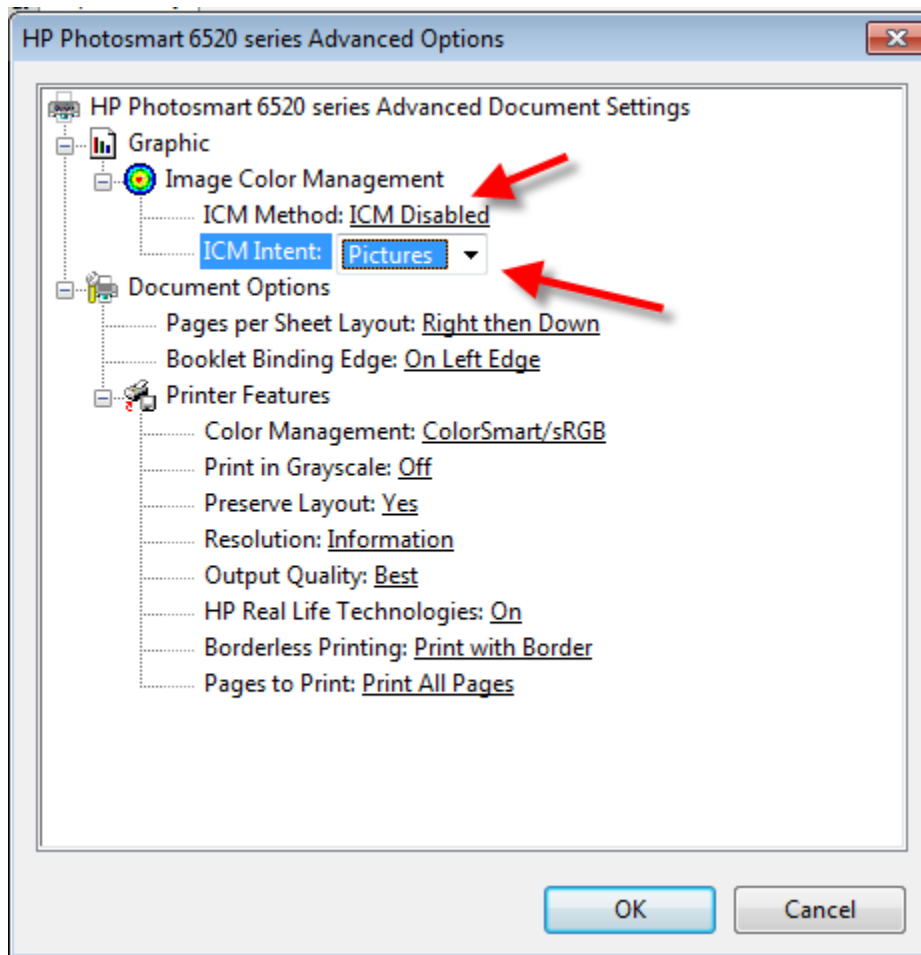 HP Photosmart 6520 series Advanced Options
HP Photosmart 6520 series Advanced Document Settings
Graphic
Image Color Management
ICM Method: ICM Disabled
ICM Intent: Pictures
Document Options
Pages per Sheet Layout: Right then Down
Booklet Binding Edge: On Left Edge
Printer Features
Color Management: ColorSmart/sRGB
Print in Grayscale: Off
Preserve Layout: Yes
Resolution: Information
Output Quality: Best
HP Real Life Technologies: On
Borderless Printing: Print with Border
Pages to Print: Print All Pages
OK Cancel